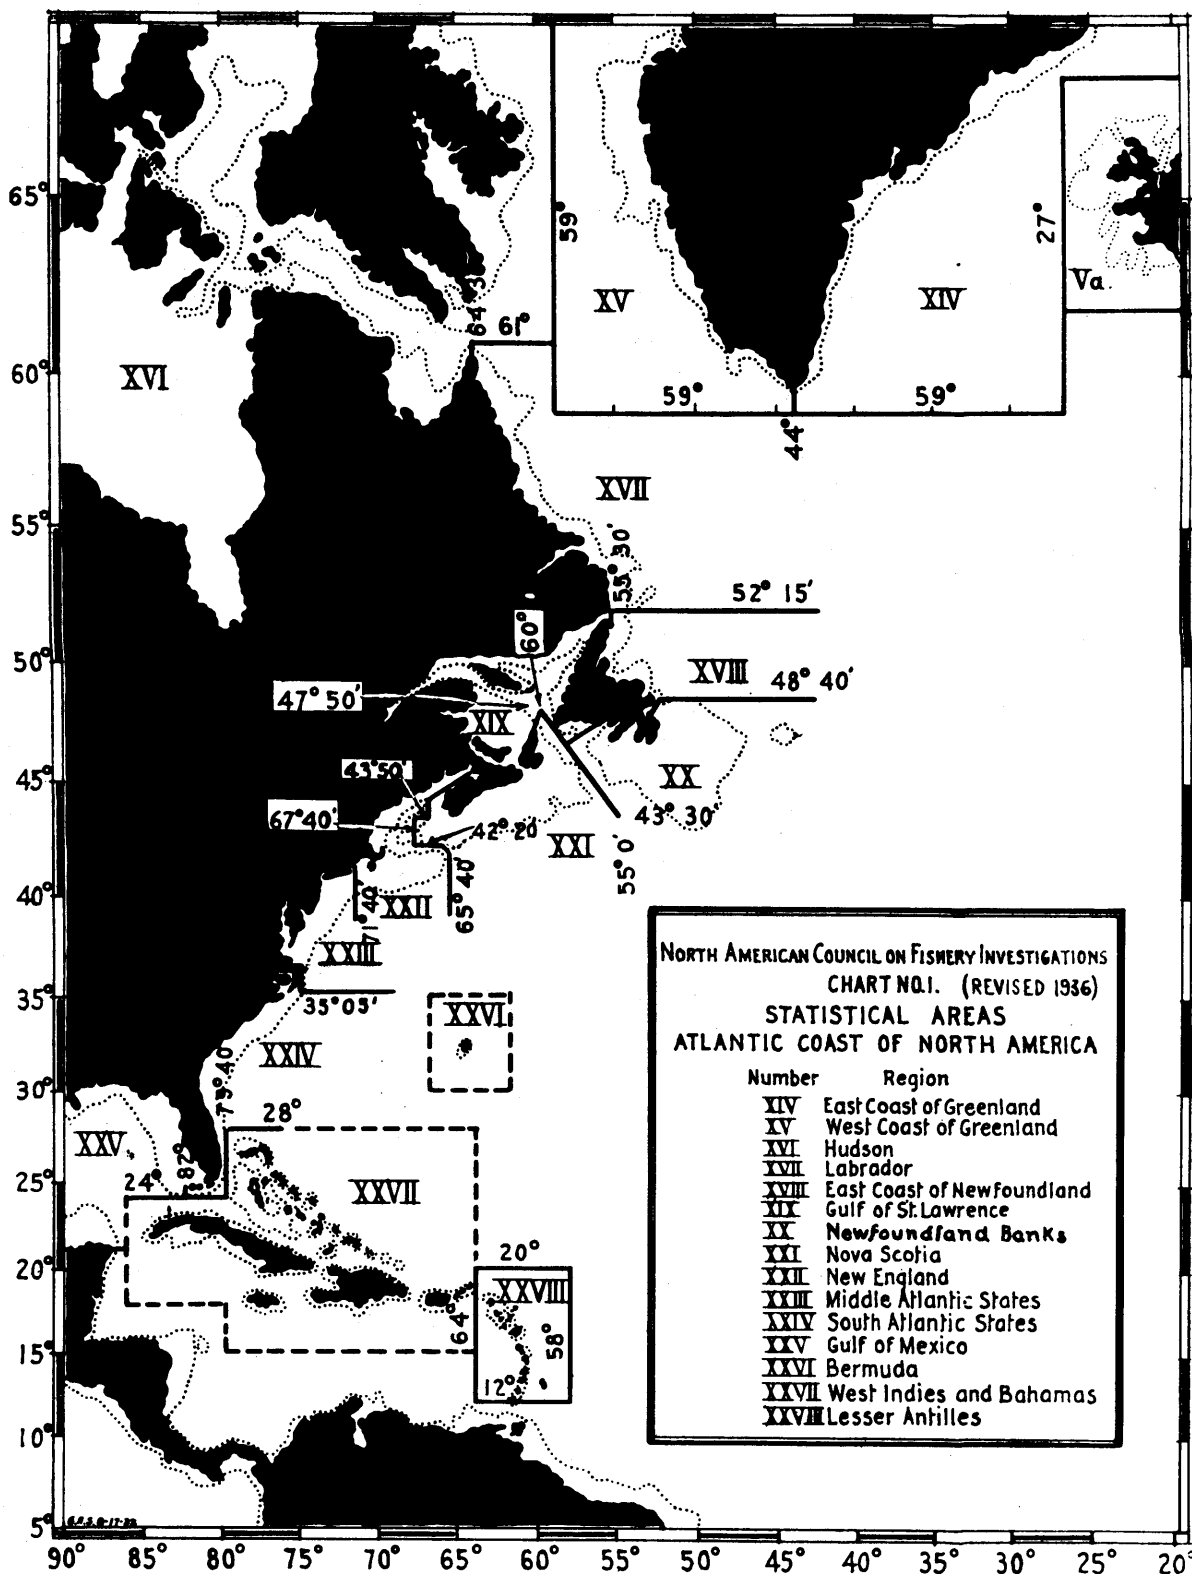 65°
59°
27°
Va.
XV
XIV
64° 30'
61°
60°
XVI
59°
59°
44°
XVII
55°
55° 30'
52° 15'
60°
50°
XVIII
48° 40'
47° 50'
XIX
XX
45°
43° 50'
67° 40'
42° 20'
43° 30'
XXI
55° 0'
40°
71° 40'
XXII
65° 40'
XXIII
35°
35° 05'
XXVI
XXIV
30°
79° 40'
28°
XXV
82°
25°
24°
XXVII
20°
20°
XXVIII
64°
58°
15°
12°
10°
5°
90° 85° 80° 75° 70° 65° 60° 55° 50° 45° 40° 35° 30° 25° 20°
NORTH AMERICAN COUNCIL ON FISHERY INVESTIGATIONS
CHART NO.1. (REVISED 1936)
STATISTICAL AREAS
ATLANTIC COAST OF NORTH AMERICA
Number Region
XIV East Coast of Greenland
XV West Coast of Greenland
XVI Hudson
XVII Labrador
XVIII East Coast of Newfoundland
XIX Gulf of St. Lawrence
XX Newfoundland Banks
XXI Nova Scotia
XXII New England
XXIII Middle Atlantic States
XXIV South Atlantic States
XXV Gulf of Mexico
XXVI Bermuda
XXVII West Indies and Bahamas
XXVIII Lesser Antilles